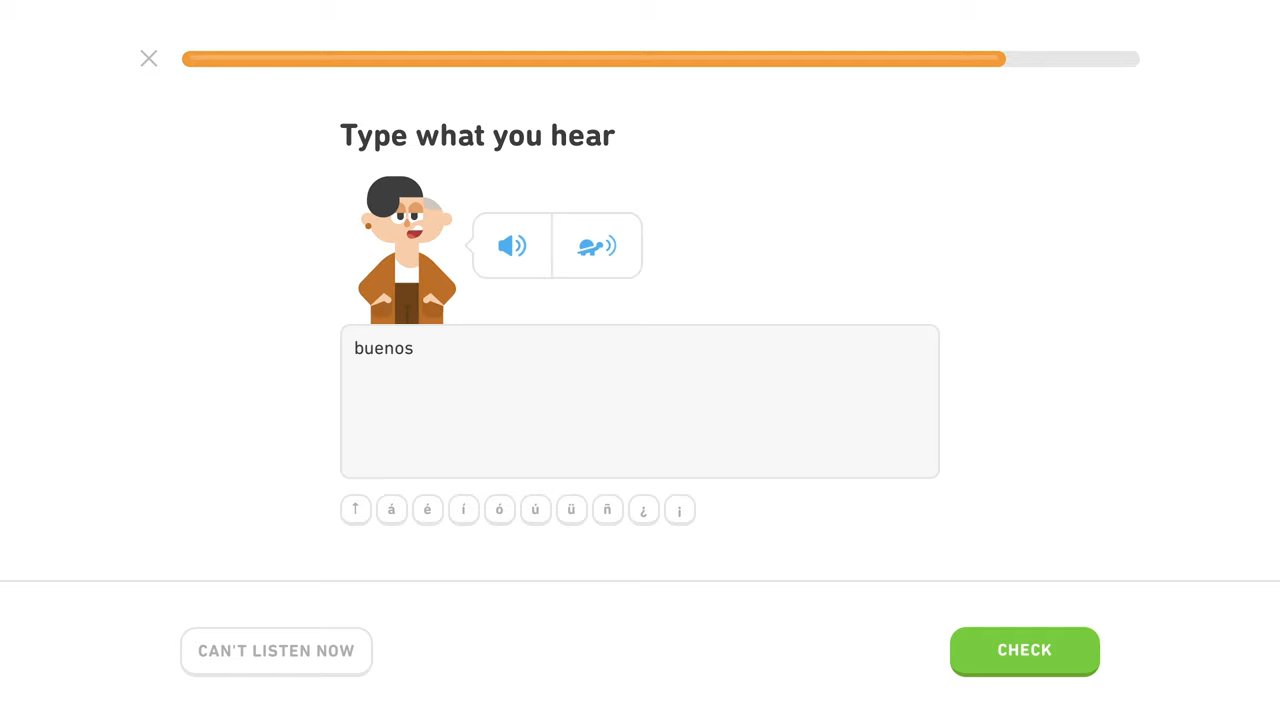 Type what you hear
buenos
↑ á é í ó ú ü ñ ¿ ¡
CAN'T LISTEN NOW
CHECK